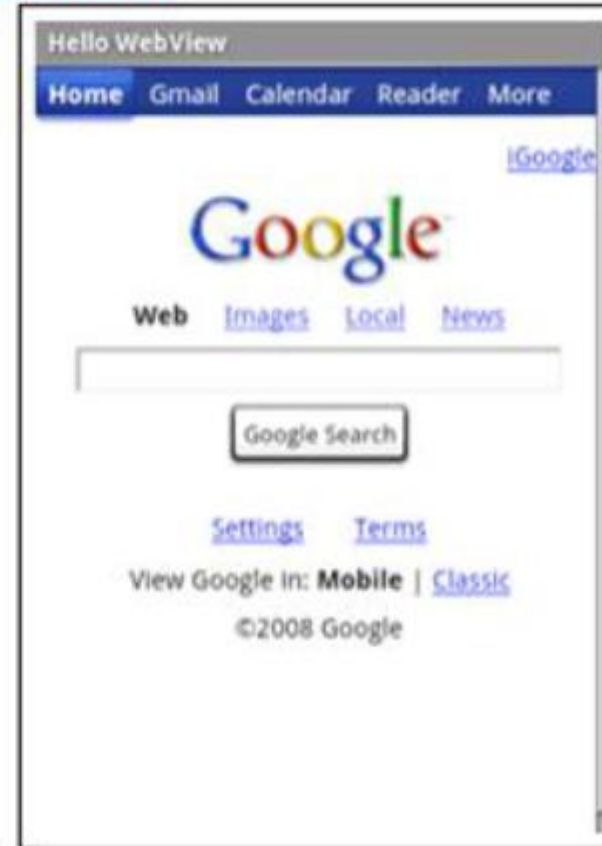 Hello WebView
Home Gmail Calendar Reader More
iGoogle
Google
Web Images Local News
Google Search
Settings Terms
View Google in: Mobile | Classic
©2008 Google